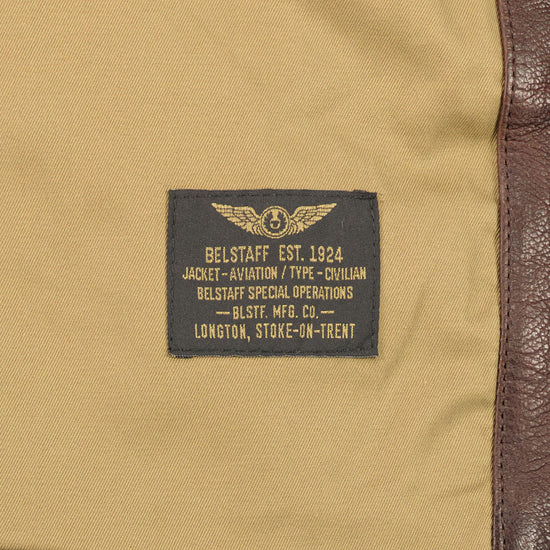 BELSTAFF EST. 1924
JACKET-AVIATION / TYPE-CIVILIAN
BELSTAFF SPECIAL OPERATIONS
— BLSTF. MFG. CO. —
LONGTON, STOKE-ON-TRENT